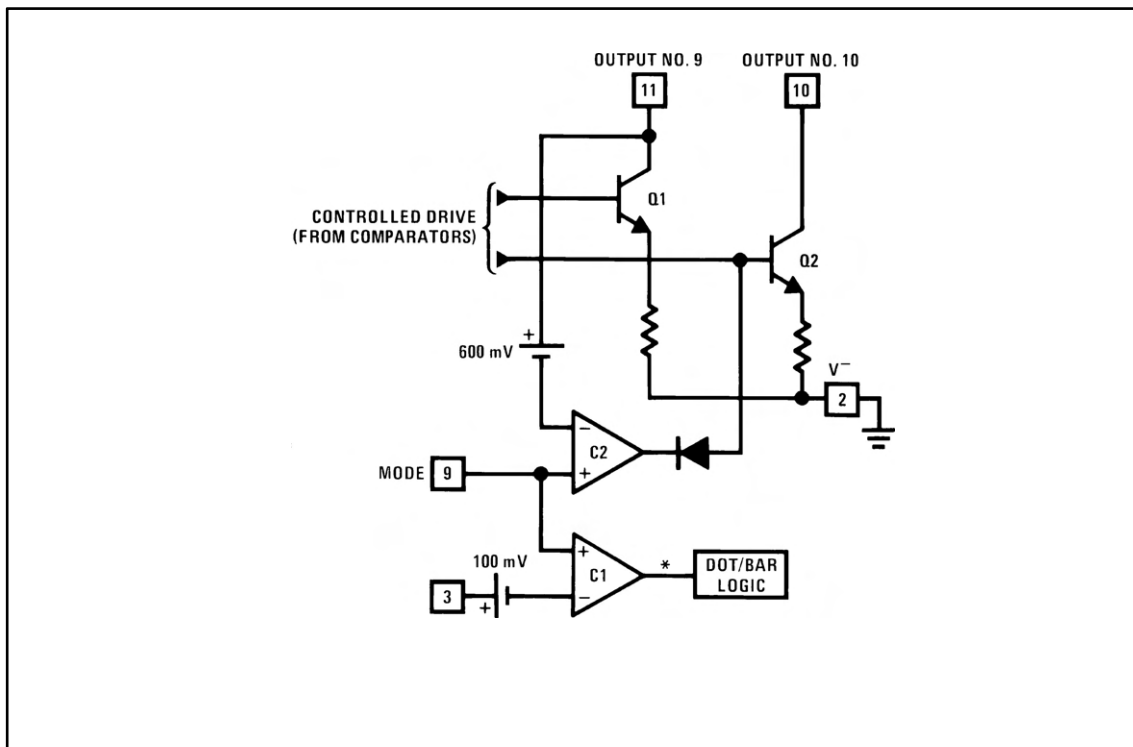 OUTPUT NO. 9
OUTPUT NO. 10
11
10
Q1
CONTROLLED DRIVE
(FROM COMPARATORS)
Q2
+
600 mV
V−
2
−
C2
+
MODE
9
100 mV
+
C1
*
DOT/BAR
LOGIC
3
+
−